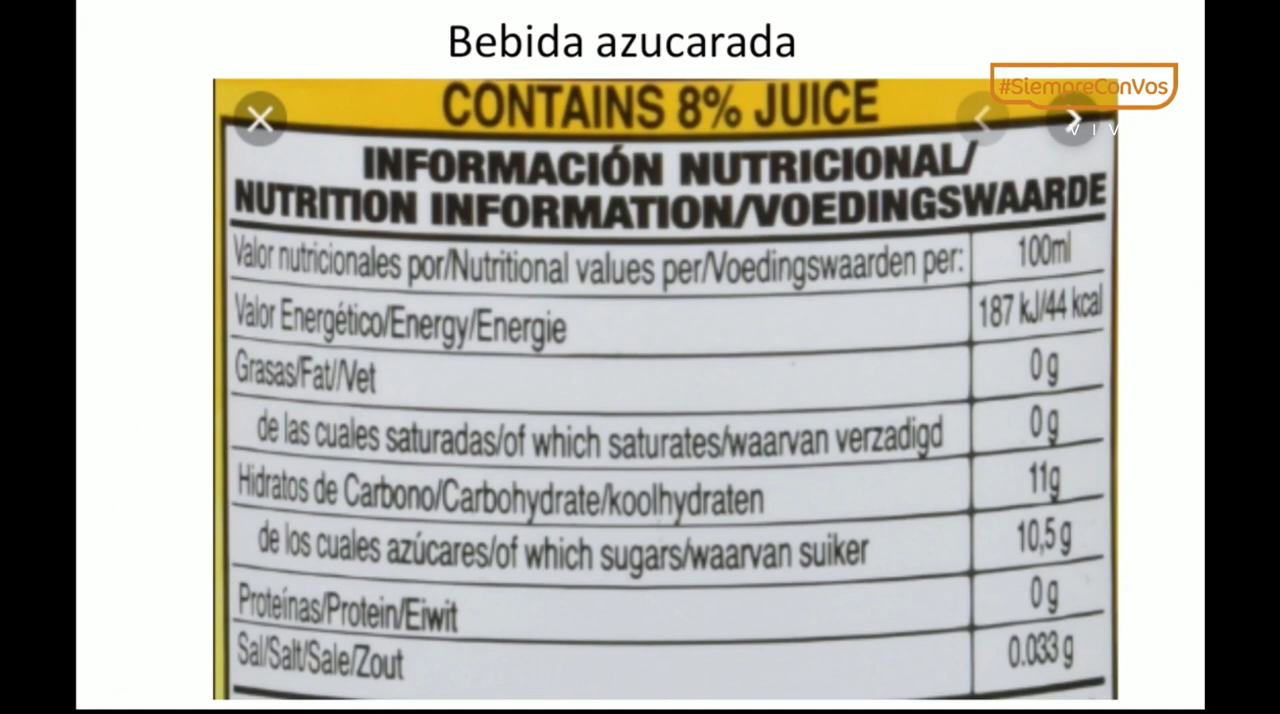 Bebida azucarada
#SiempreConVos
CONTAINS 8% JUICE
V I V
INFORMACIÓN NUTRICIONAL/
NUTRITION INFORMATION/VOEDINGSWAARDE
Valor nutricionales por/Nutritional values per/Voedingswaarden per: 100ml
Valor Energético/Energy/Energie 187 kJ/44 kcal
Grasas/Fat//Vet 0 g
de las cuales saturadas/of which saturates/waarvan verzadigd 0 g
Hidratos de Carbono/Carbohydrate/koolhydraten 11g
de los cuales azúcares/of which sugars/waarvan suiker 10,5 g
Proteínas/Protein/Eiwit 0 g
Sal/Salt/Sale/Zout 0.033 g